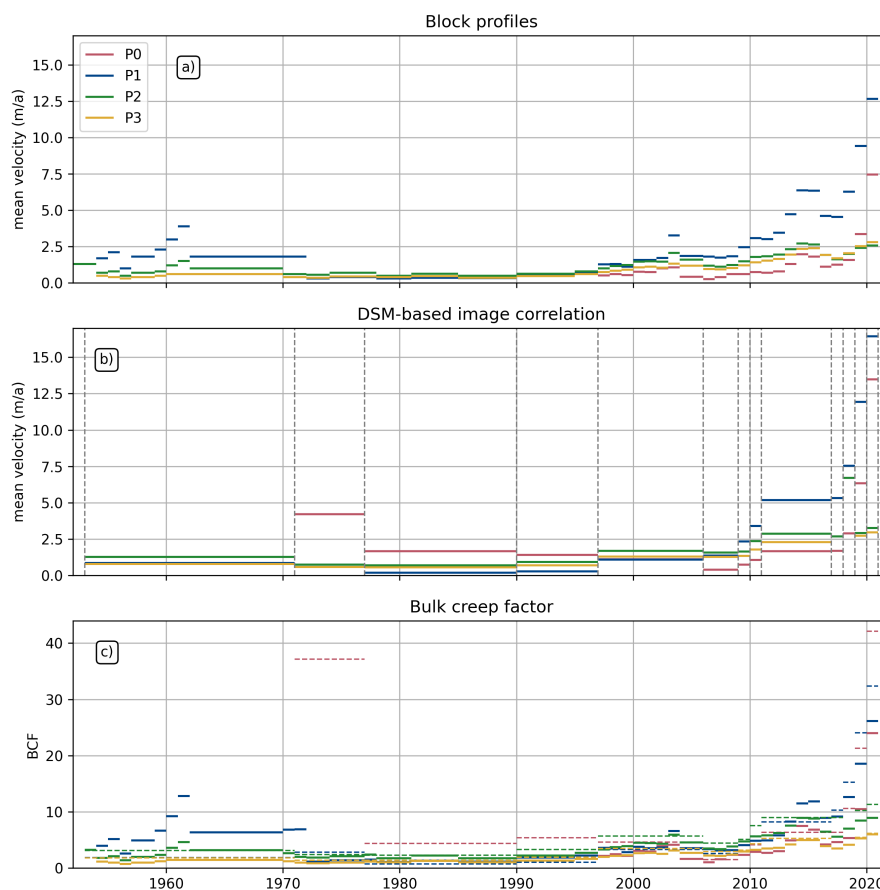 Block profiles
a)
P0
P1
P2
P3
mean velocity (m/a)
15.0
12.5
10.0
7.5
5.0
2.5
0.0
DSM-based image correlation
b)
mean velocity (m/a)
15.0
12.5
10.0
7.5
5.0
2.5
0.0
Bulk creep factor
c)
BCF
40
30
20
10
0
1960
1970
1980
1990
2000
2010
2020